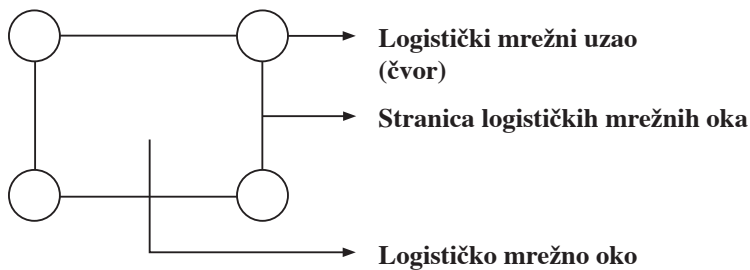 Logistički mrežni uzao
(čvor)
Stranica logističkih mrežnih oka
Logističko mrežno oko